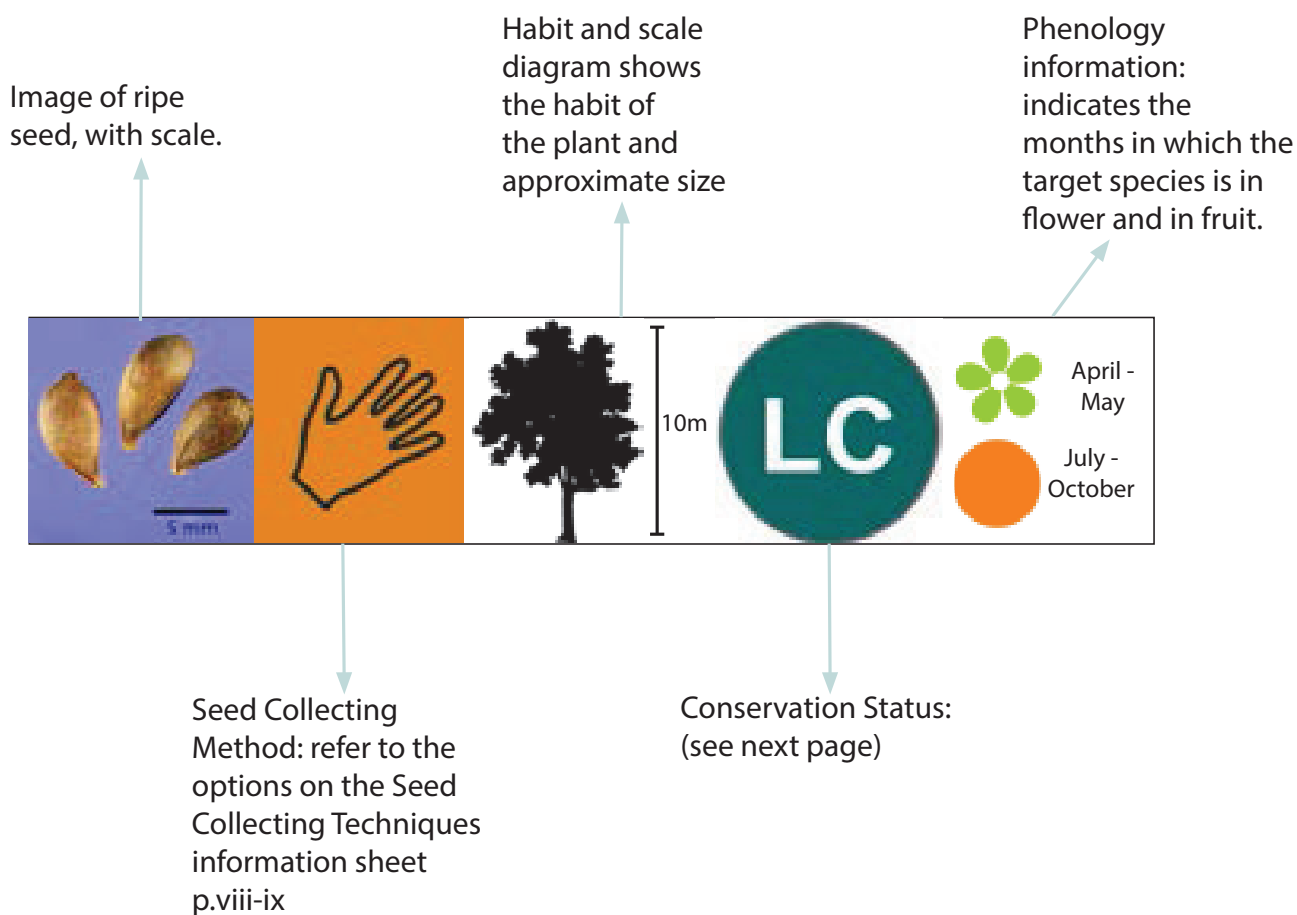 Image of ripe
seed, with scale.
Habit and scale
diagram shows
the habit of
the plant and
approximate size
Phenology
information:
indicates the
months in which the
target species is in
flower and in fruit.
5 mm
10m
LC
April -
May
July -
October
Seed Collecting
Method: refer to the
options on the Seed
Collecting Techniques
information sheet
p.viii-ix
Conservation Status:
(see next page)